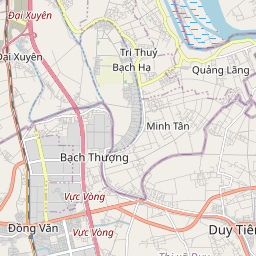 Đại Xuyên
Tri Thuỷ
Đại Xuyên
Bạch Hạ
Quảng Lãng
Minh Tân
Bạch Thượng
Vực Vòng
Đồng Văn
Vực Vòng
Duy Tiê